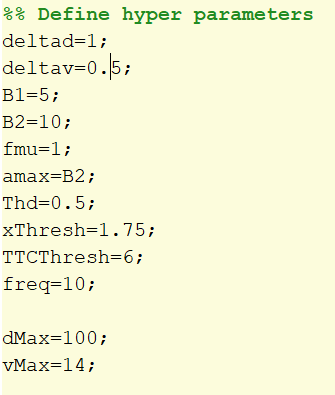 %% Define hyper parameters
deltad=1;
deltav=0.5;
B1=5;
B2=10;
fmu=1;
amax=B2;
Thd=0.5;
xThresh=1.75;
TTCThresh=6;
freq=10;
dMax=100;
vMax=14;